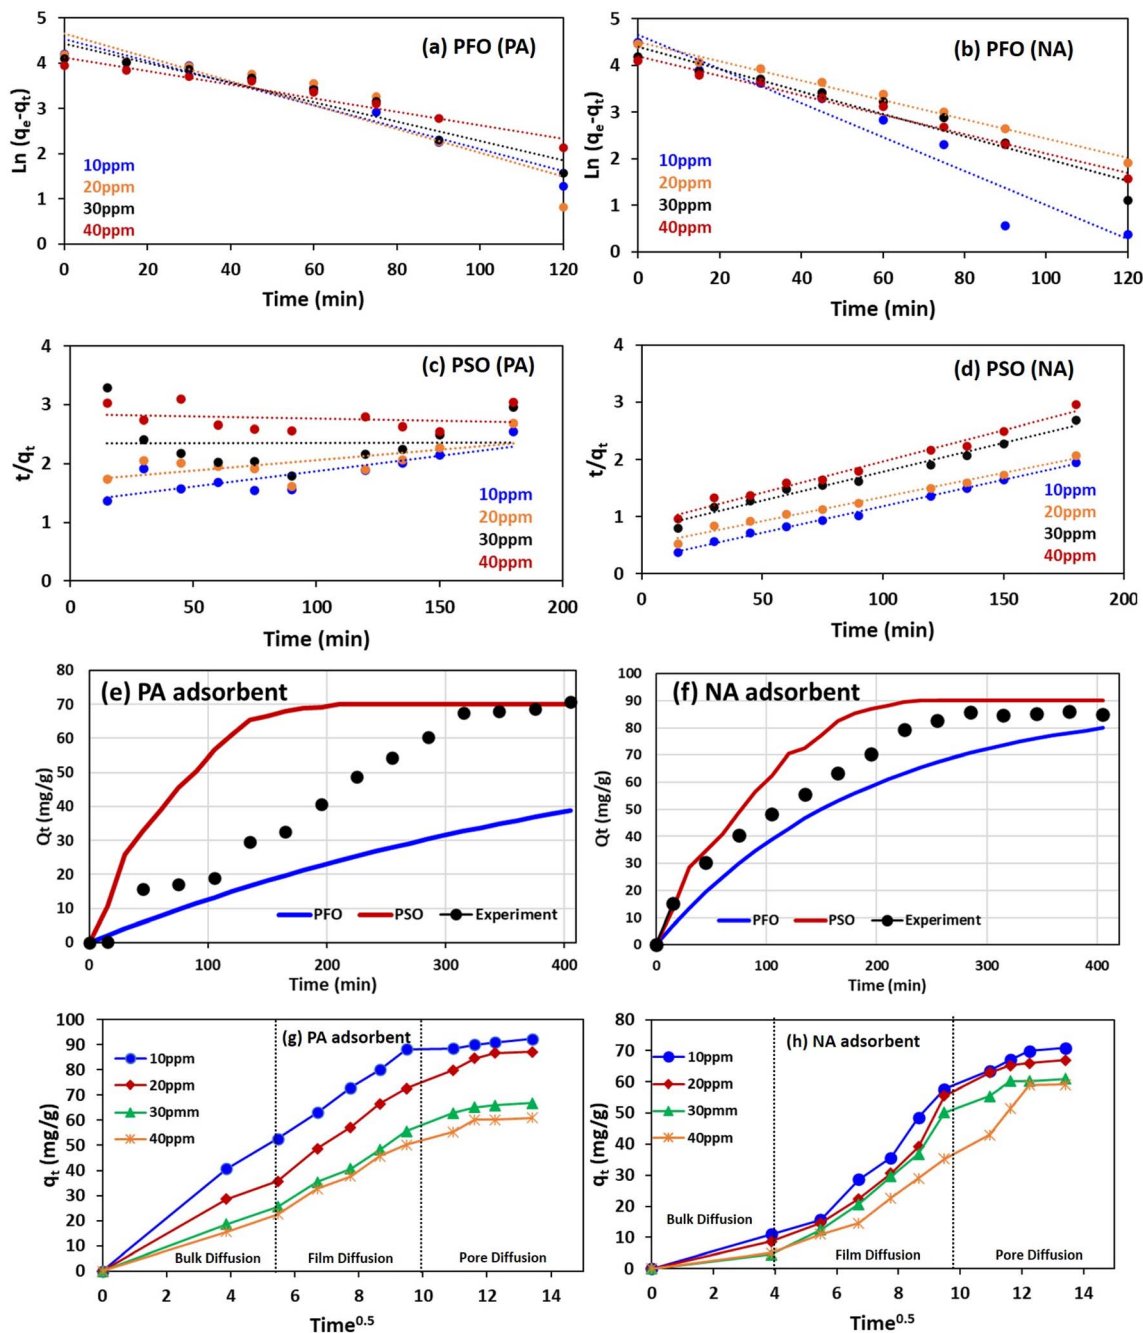 (a) PFO (PA)
Ln (qe-qt)
5
4
3
2
1
0
10ppm
20ppm
30ppm
40ppm
0 20 40 60 80 100 120
Time (min)
(b) PFO (NA)
Ln (qe-qt)
5
4
3
2
1
0
10ppm
20ppm
30ppm
40ppm
0 20 40 60 80 100 120
Time (min)
(c) PSO (PA)
t/qt
4
3
2
1
0
10ppm
20ppm
30ppm
40ppm
0 50 100 150 200
Time (min)
(d) PSO (NA)
t/qt
4
3
2
1
0
10ppm
20ppm
30ppm
40ppm
0 50 100 150 200
Time (min)
(e) PA adsorbent
Qt (mg/g)
80
70
60
50
40
30
20
10
0
PFO PSO Experiment
0 100 200 300 400
Time (min)
(f) NA adsorbent
Qt (mg/g)
100
90
80
70
60
50
40
30
20
10
0
PFO PSO Experiment
0 100 200 300 400
Time (min)
(g) PA adsorbent
qt (mg/g)
100
90
80
70
60
50
40
30
20
10
0
10ppm
20ppm
30pmm
40ppm
Bulk Diffusion Film Diffusion Pore Diffusion
0 2 4 6 8 10 12 14
Time0.5
(h) NA adsorbent
qt (mg/g)
80
70
60
50
40
30
20
10
0
10ppm
20ppm
30pmm
40ppm
Bulk Diffusion
Film Diffusion Pore Diffusion
0 2 4 6 8 10 12 14
Time0.5